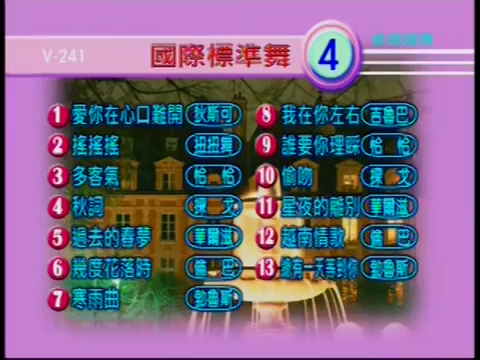 V-241
國際標準舞
4
1 愛你在心口難開 狄斯可
2 搖搖搖 扭扭舞
3 多客氣 恰恰
4 秋詞 探戈
5 過去的春夢 華爾滋
6 幾度花落時 倫巴
7 寒雨曲 勃魯斯
8 我在你左右 吉魯巴
9 誰要你理睬 恰恰
10 偷吻 探戈
11 星夜的離別 華爾滋
12 越南情歌 倫巴
13 總有一天等到你 勃魯斯